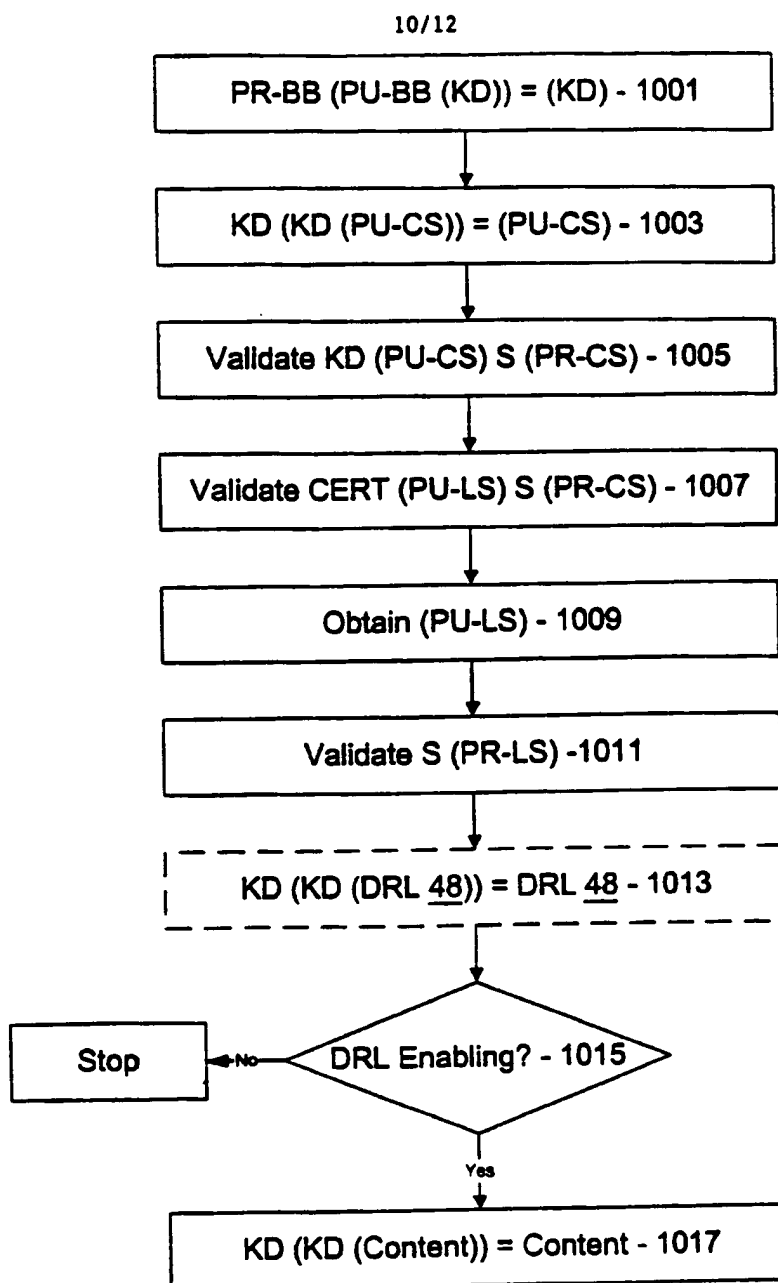 10/12
PR-BB (PU-BB (KD)) = (KD) - 1001
KD (KD (PU-CS)) = (PU-CS) - 1003
Validate KD (PU-CS) S (PR-CS) - 1005
Validate CERT (PU-LS) S (PR-CS) - 1007
Obtain (PU-LS) - 1009
Validate S (PR-LS) -1011
KD (KD (DRL 48)) = DRL 48 - 1013
DRL Enabling? - 1015
No
Stop
Yes
KD (KD (Content)) = Content - 1017